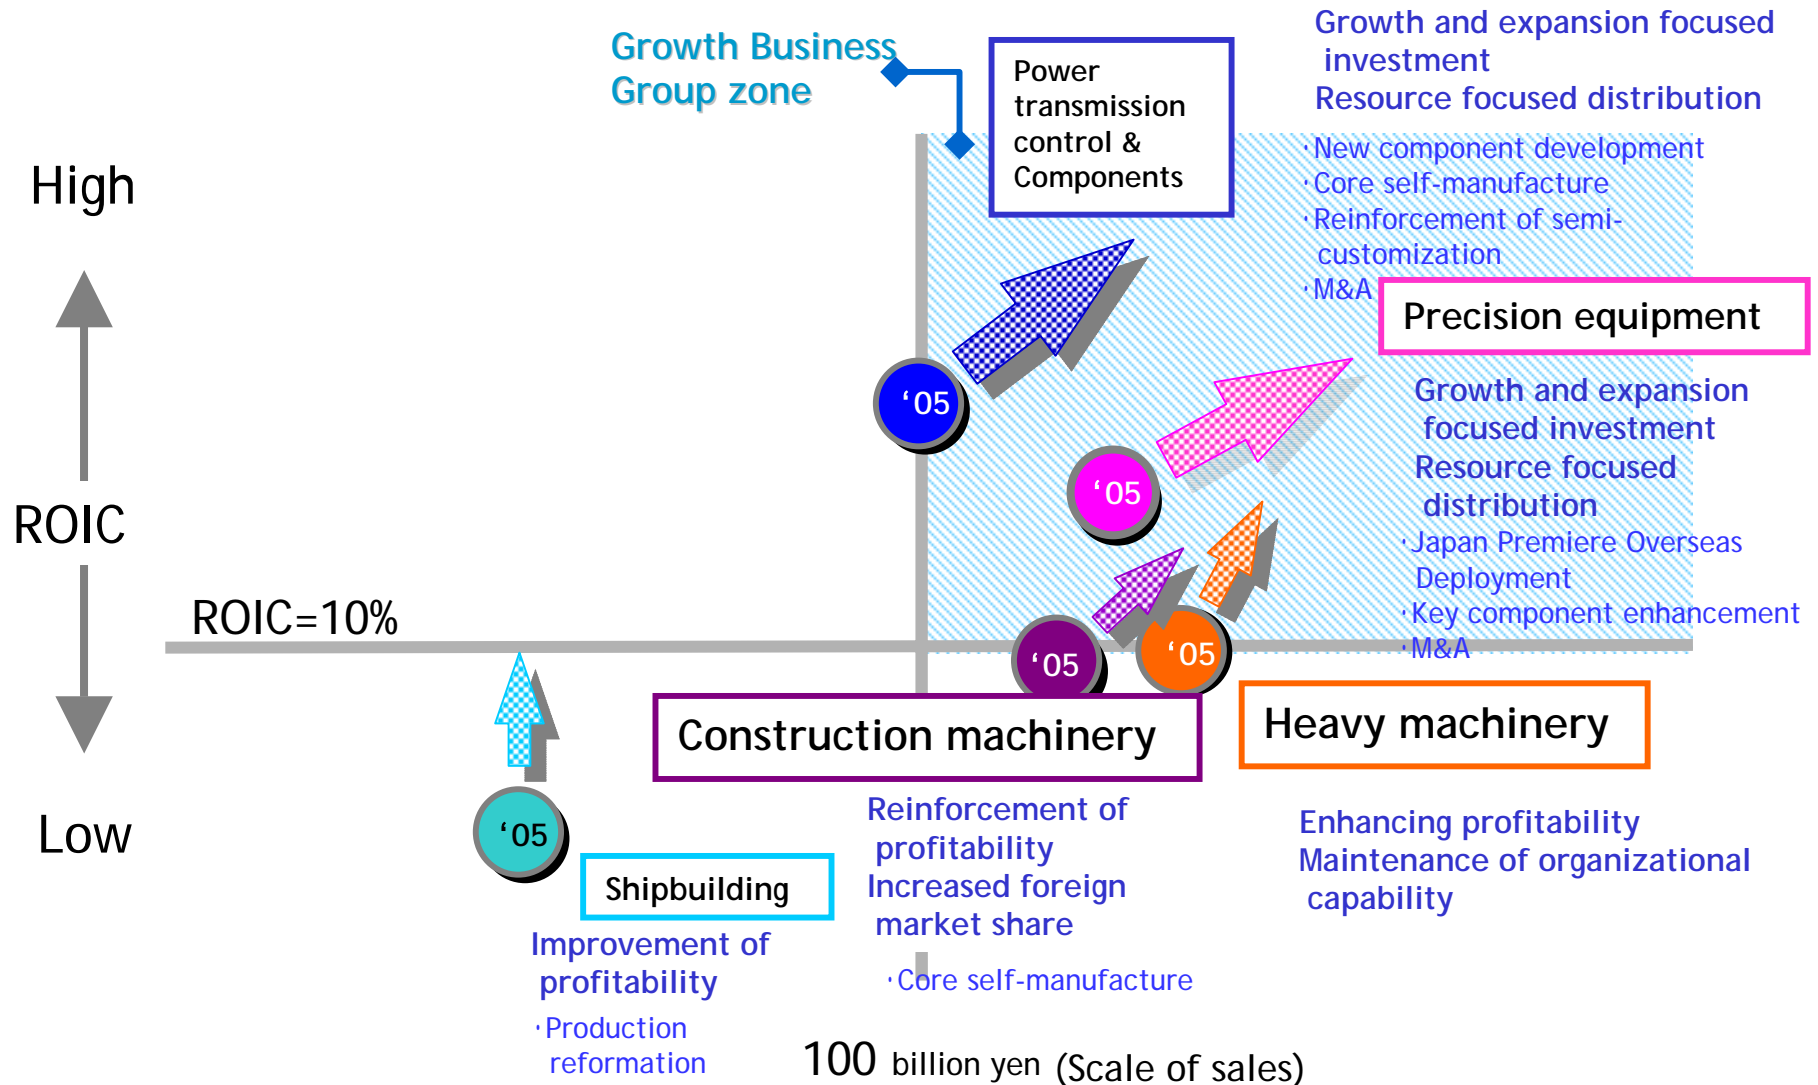 Growth Business
Group zone
Power
transmission
control &
Components
Growth and expansion focused
investment
Resource focused distribution
·New component development
·Core self-manufacture
·Reinforcement of semi-
customization
·M&A
Precision equipment
Growth and expansion
focused investment
Resource focused
distribution
·Japan Premiere Overseas
Deployment
·Key component enhancement
·M&A
High
ROIC
Low
ROIC=10%
‘05
‘05
‘05
‘05
‘05
Construction machinery
Heavy machinery
Reinforcement of
profitability
Increased foreign
market share
·Core self-manufacture
Enhancing profitability
Maintenance of organizational
capability
Shipbuilding
Improvement of
profitability
·Production
reformation
100 billion yen (Scale of sales)